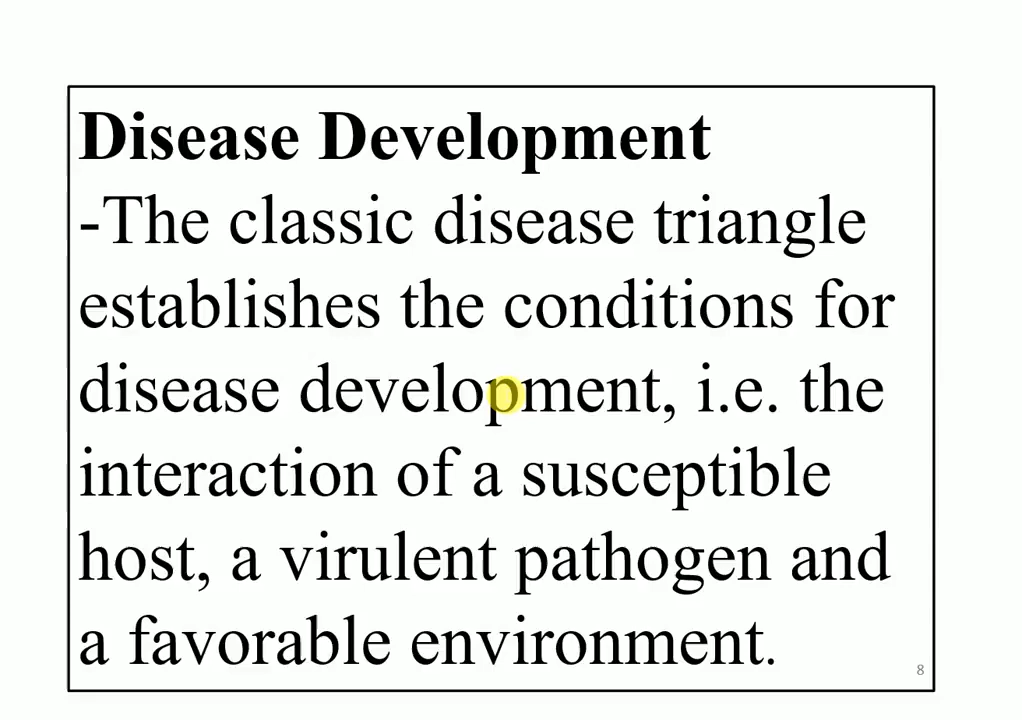 Disease Development
-The classic disease triangle
establishes the conditions for
disease development, i.e. the
interaction of a susceptible
host, a virulent pathogen and
a favorable environment.
8